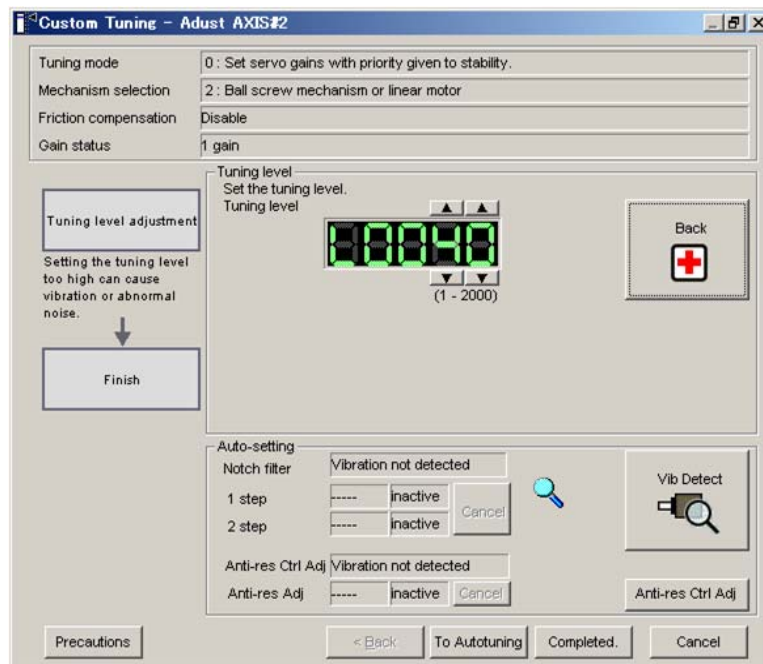 Custom Tuning - Adust AXIS#2
Tuning mode 0 : Set servo gains with priority given to stability.
Mechanism selection 2 : Ball screw mechanism or linear motor
Friction compensation Disable
Gain status 1 gain
Tuning level adjustment
Setting the tuning level
too high can cause
vibration or abnormal
noise.
Finish
Tuning level
Set the tuning level.
Tuning level
L0040
(1 - 2000)
Back
Auto-setting
Notch filter Vibration not detected
1 step ----- inactive
2 step ----- inactive
Cancel
Anti-res Ctrl Adj Vibration not detected
Anti-res Adj ----- inactive Cancel
Vib Detect
Anti-res Ctrl Adj
Precautions < Back To Autotuning Completed. Cancel